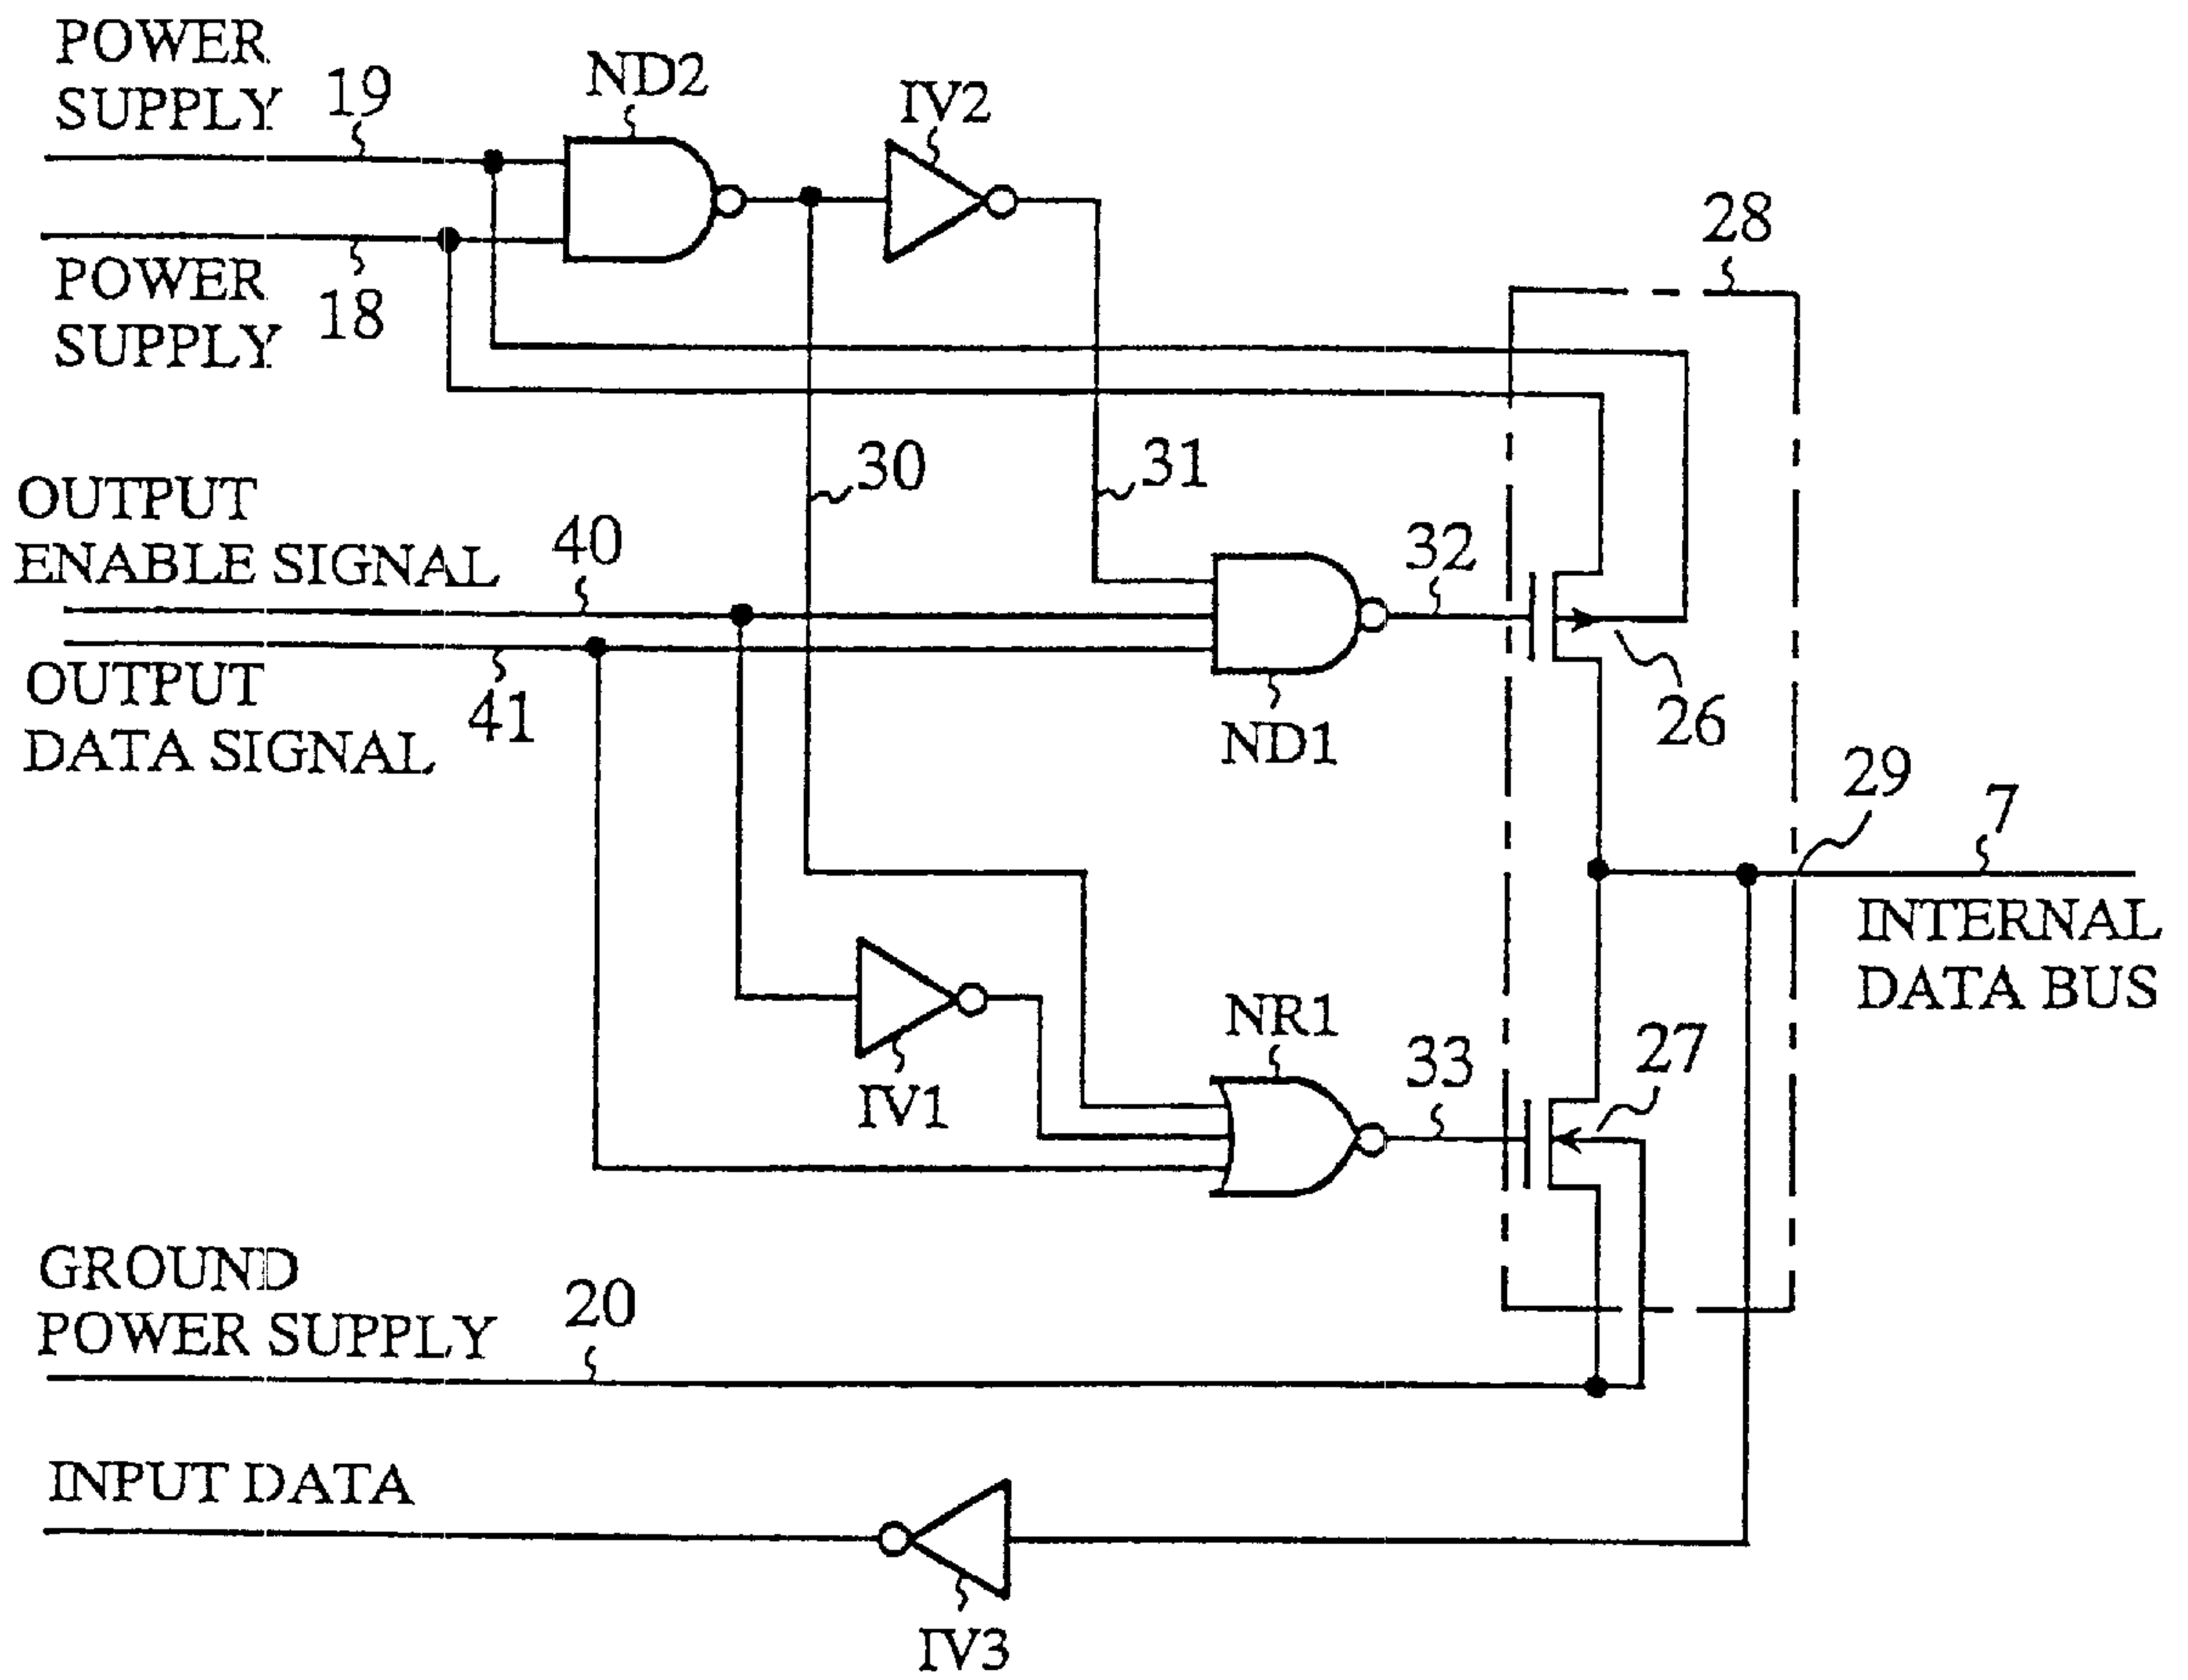 POWER
SUPPLY
19
ND2
IV2
POWER
SUPPLY
18
28
30
31
OUTPUT
ENABLE SIGNAL
40
32
OUTPUT
DATA SIGNAL
41
ND1
26
29
7
INTERNAL
DATA BUS
IV1
NR1
33
27
GROUND
POWER SUPPLY
20
INPUT DATA
IV3